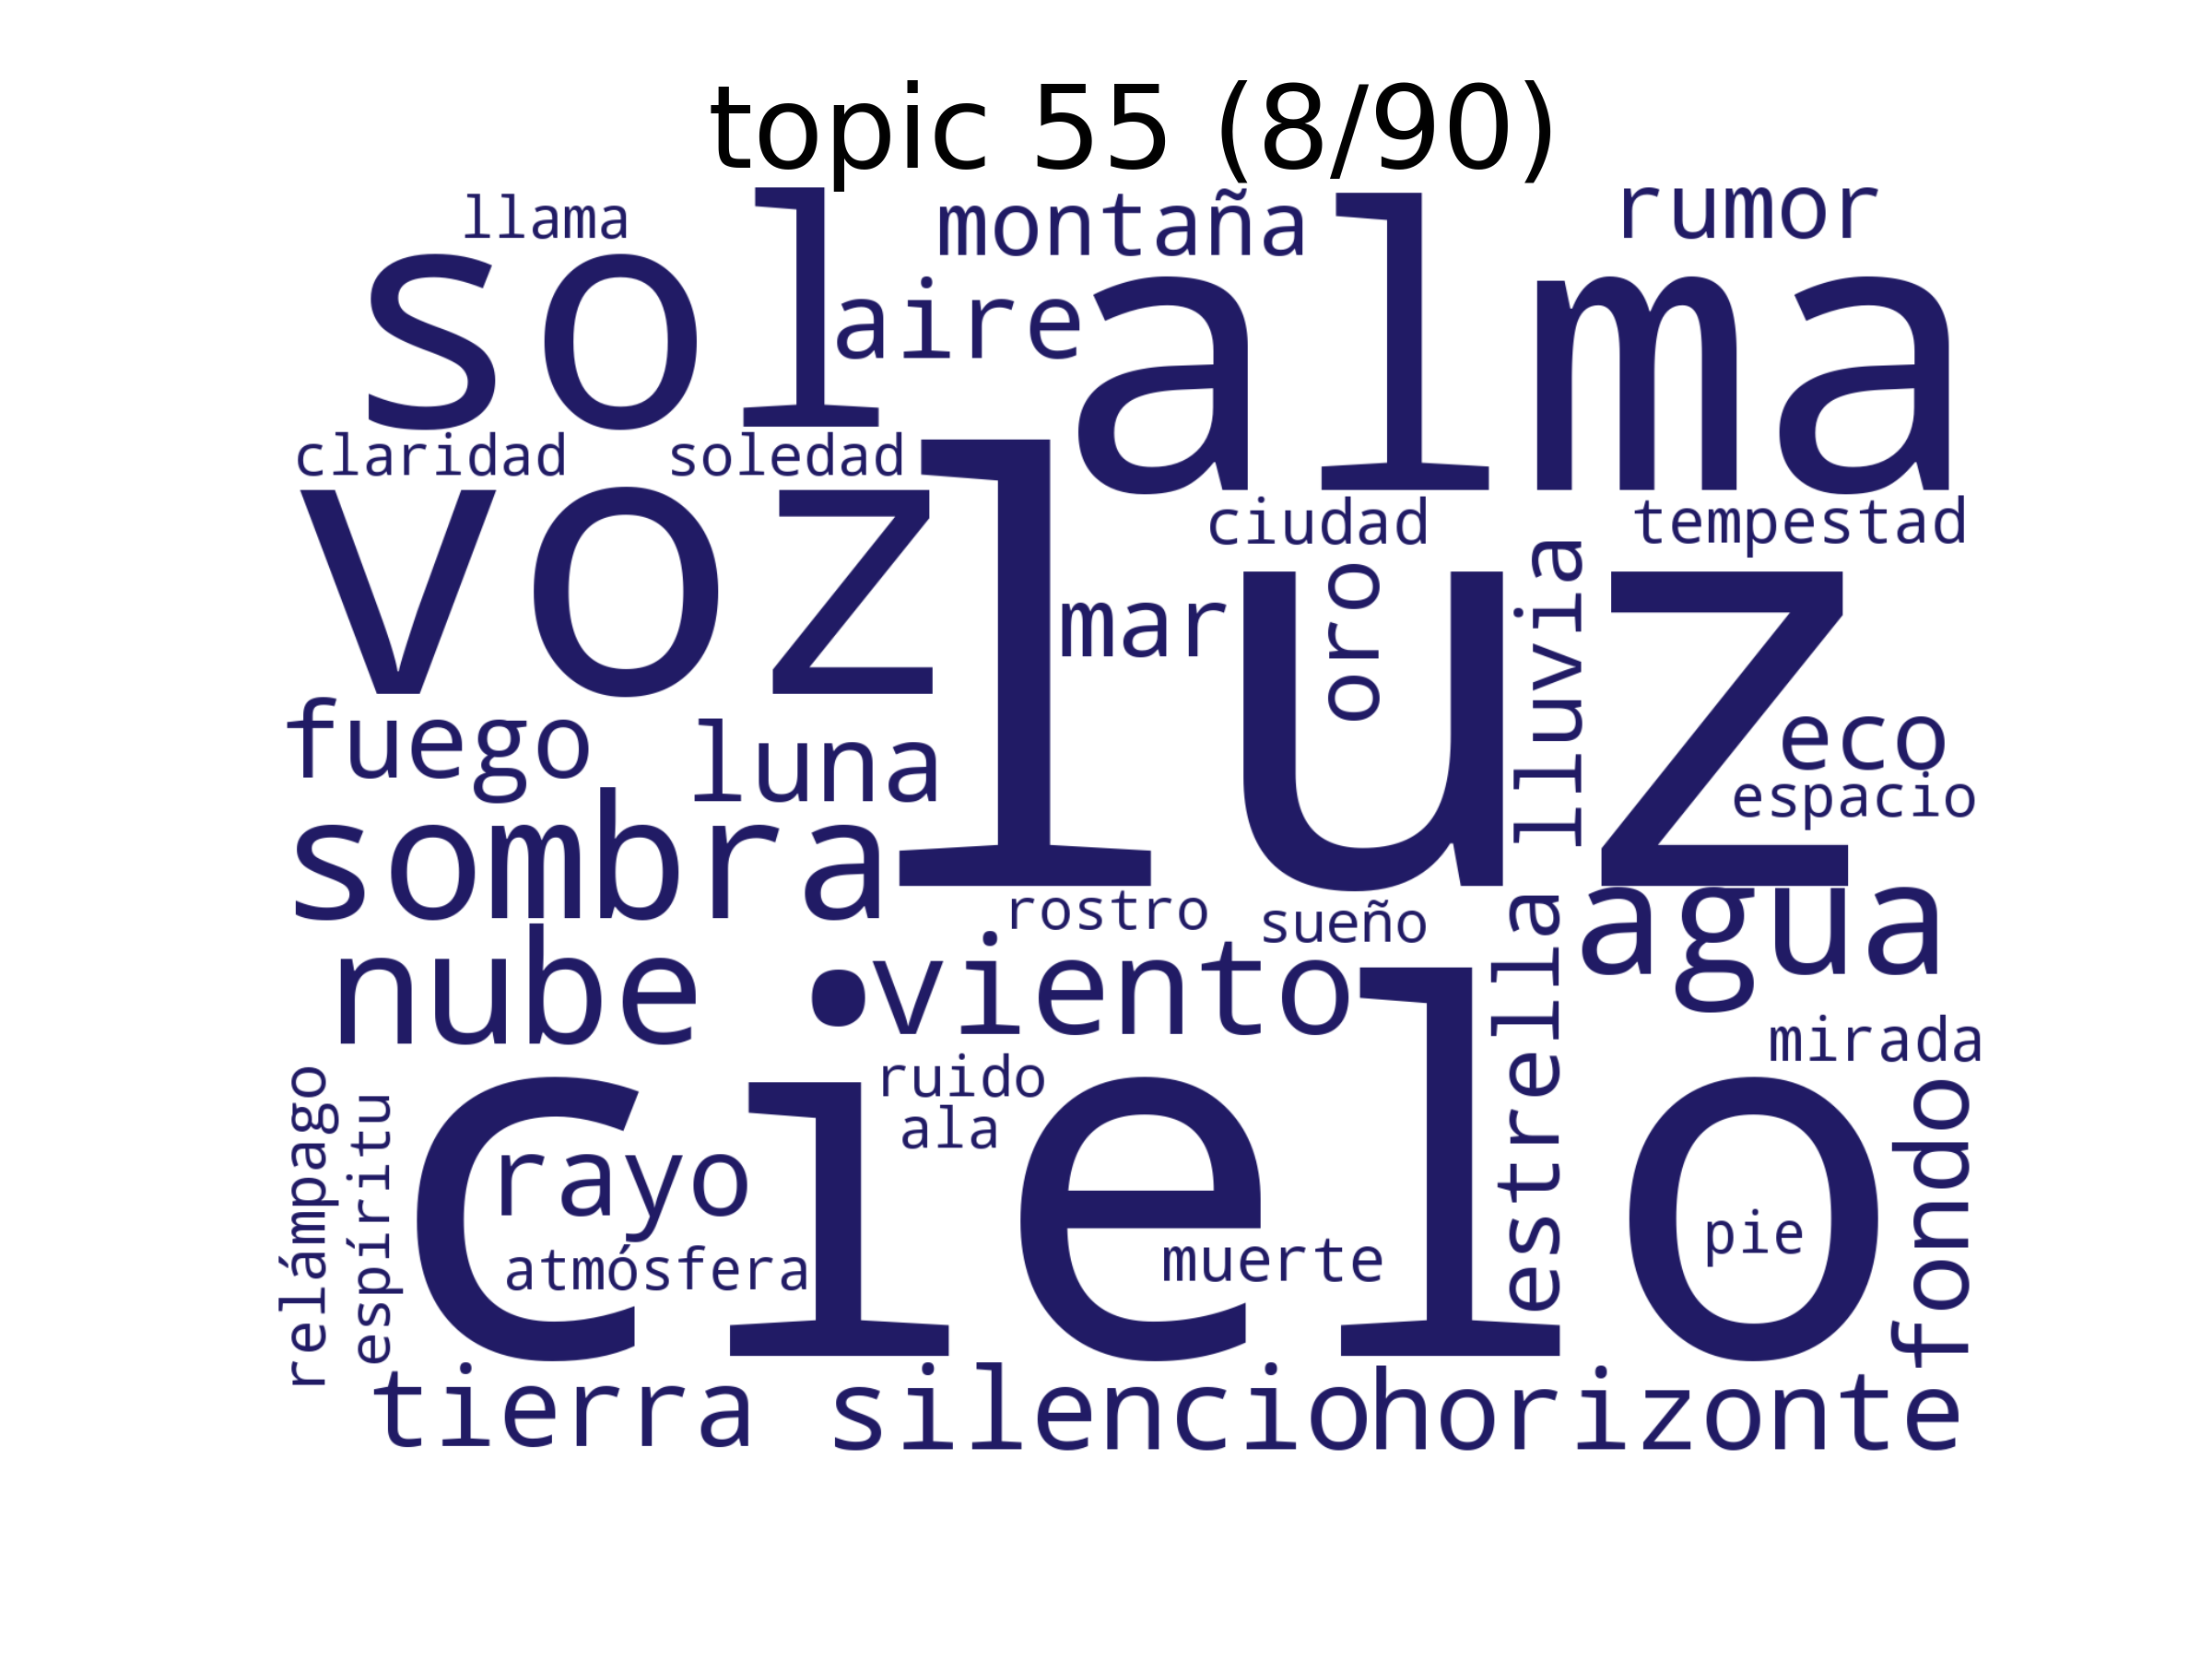 topic 55 (8/90)
llama
montaña
rumor
sol
aire
alma
claridad
soledad
voz
ciudad
tempestad
luz
mar
oro
lluvia
fuego
luna
eco
espacio
sombra
rostro
sueño
agua
nube
viento
estrella
mirada
cielo
ruido
ala
relámpago
espíritu
rayo
atmósfera
muerte
pie
fondo
tierra
silencio
horizonte